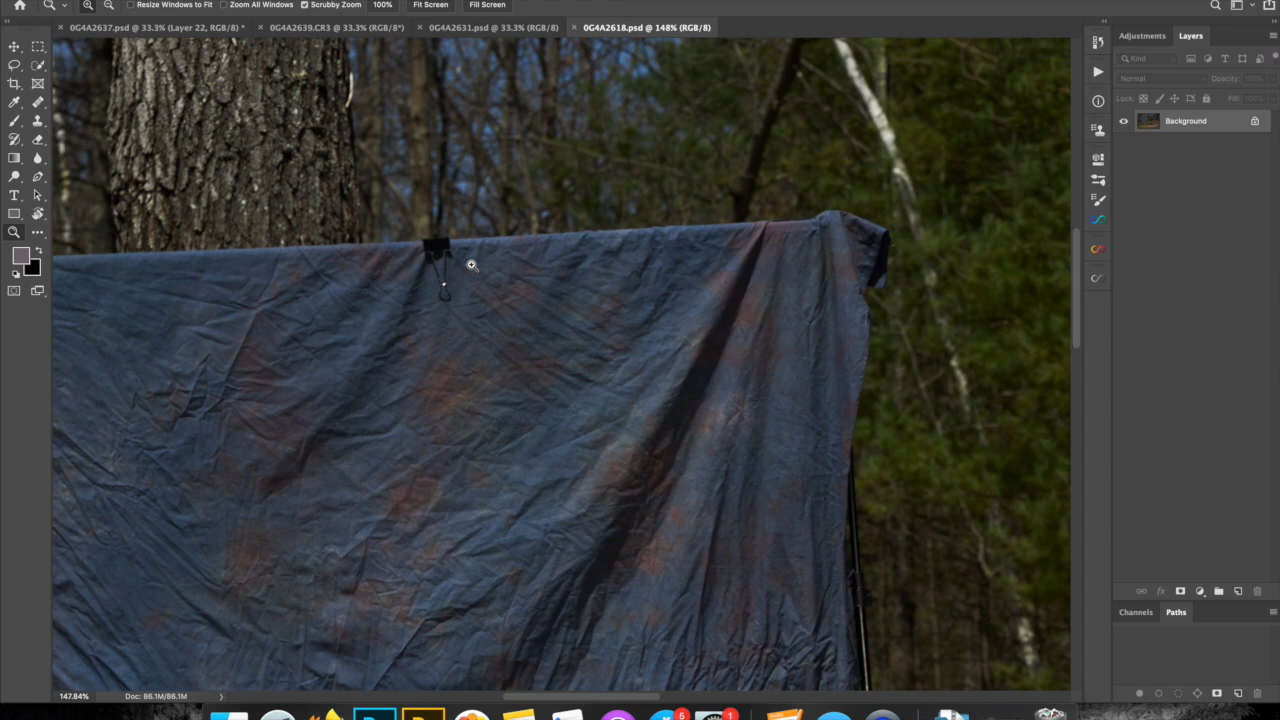 Resize Windows to Fit Zoom All Windows Scrubby Zoom 100% Fit Screen Fill Screen
0G4A2637.psd @ 33.3% (Layer 22, RGB/8) * 0G4A2639.CR3 @ 33.3% (RGB/8*) 0G4A2631.psd @ 33.3% (RGB/8) 0G4A2618.psd @ 148% (RGB/8)
Adjustments Layers
Kind
Normal Opacity: 100%
Lock: Fill: 100%
Background
Channels Paths
147.84% Doc: 86.1M/86.1M
5 1